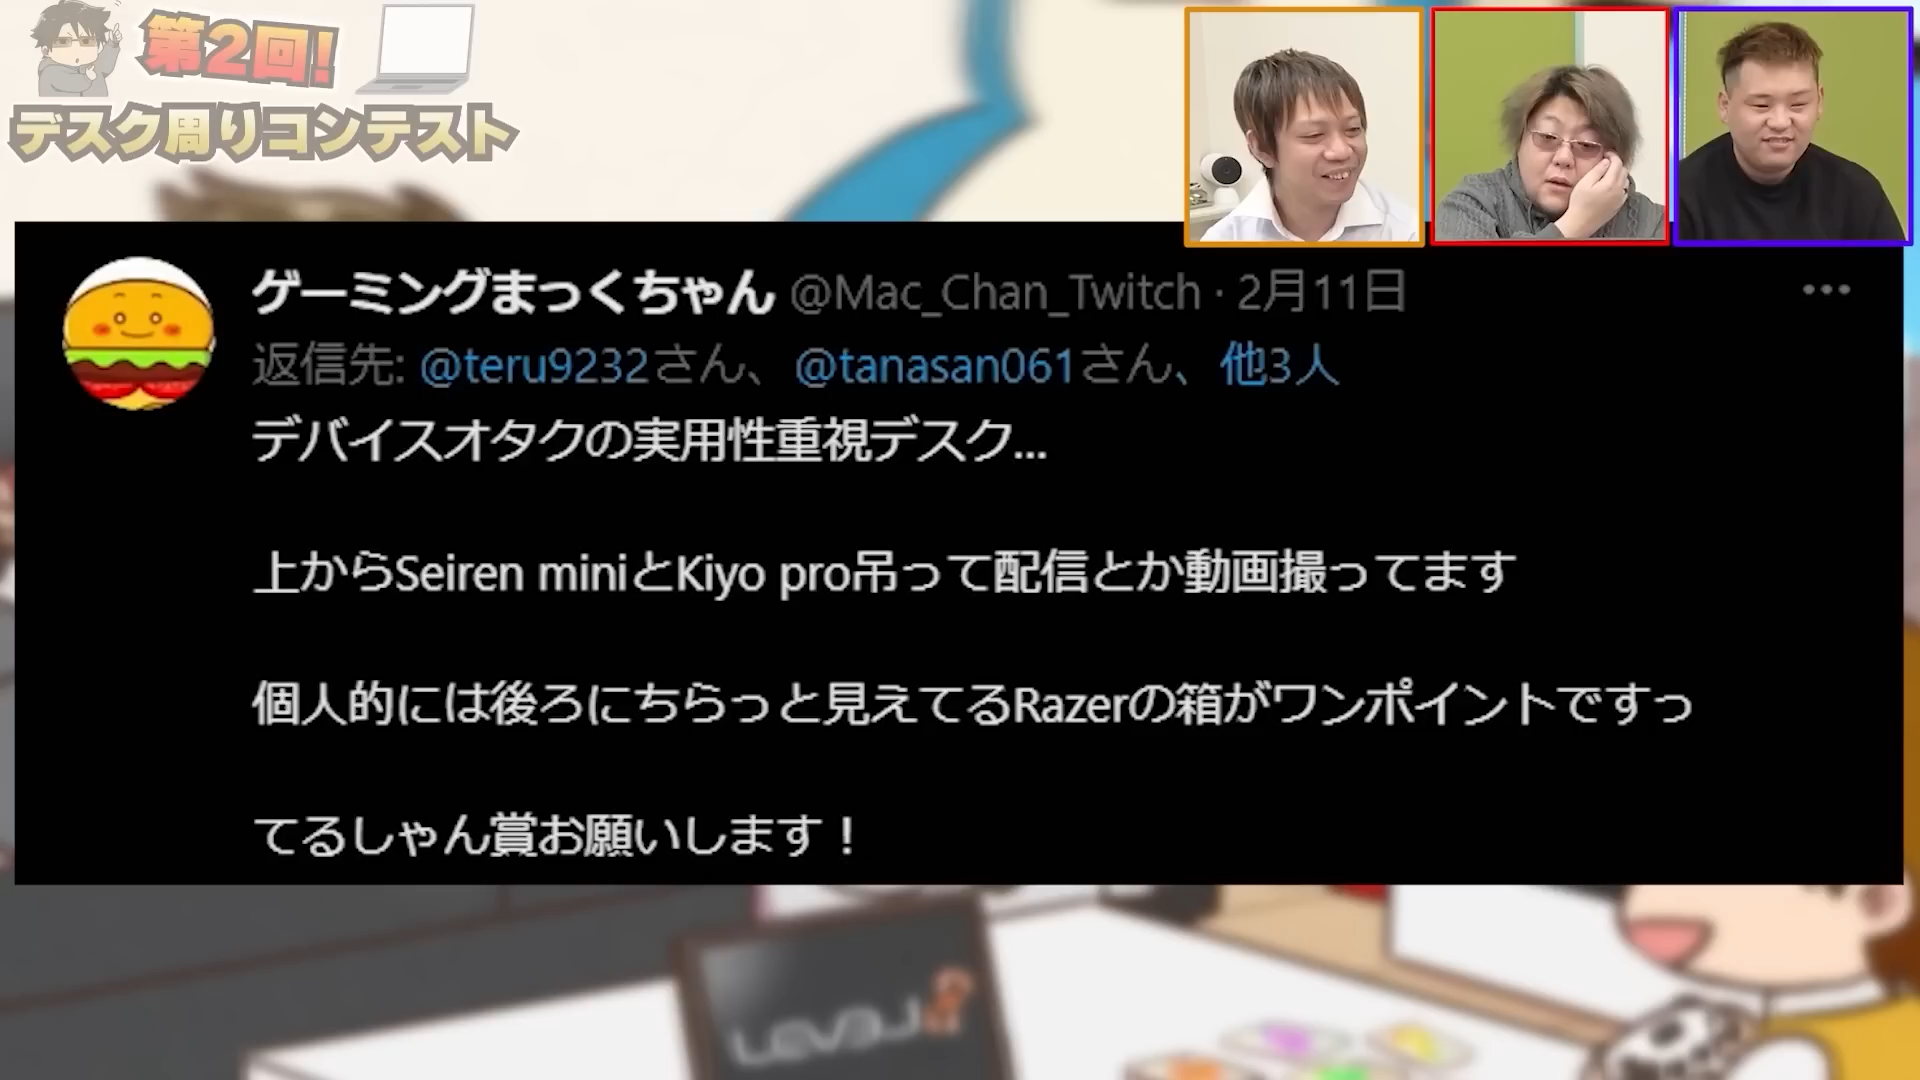 第2回!
デスク周りコンテスト
ゲーミングまっくちゃん @Mac_Chan_Twitch · 2月11日
返信先: @teru9232さん、 @tanasan061さん、他3人
デバイスオタクの実用性重視デスク...
上からSeiren miniとKiyo pro吊って配信とか動画撮ってます
個人的には後ろにちらっと見えてるRazerの箱がワンポイントですっ
てるしゃん賞お願いします！